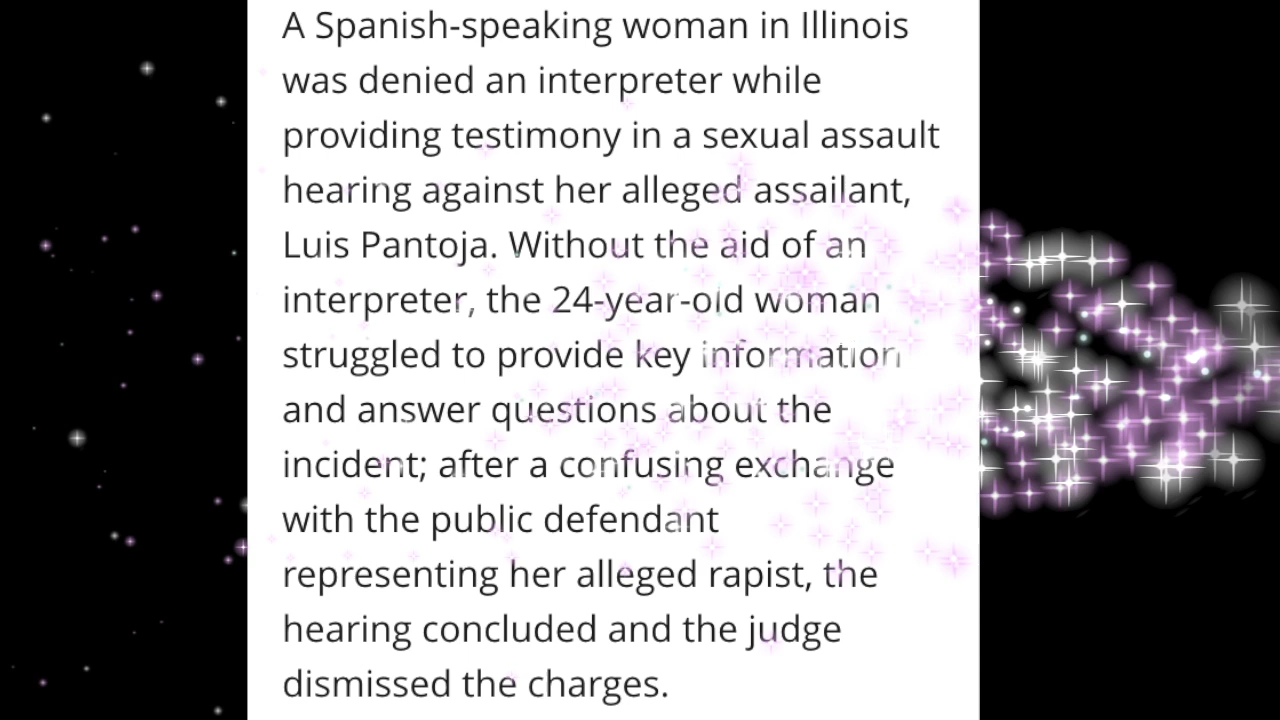 A Spanish-speaking woman in Illinois
was denied an interpreter while
providing testimony in a sexual assault
hearing against her alleged assailant,
Luis Pantoja. Without the aid of an
interpreter, the 24-year-old woman
struggled to provide key information
and answer questions about the
incident; after a confusing exchange
with the public defendant
representing her alleged rapist, the
hearing concluded and the judge
dismissed the charges.